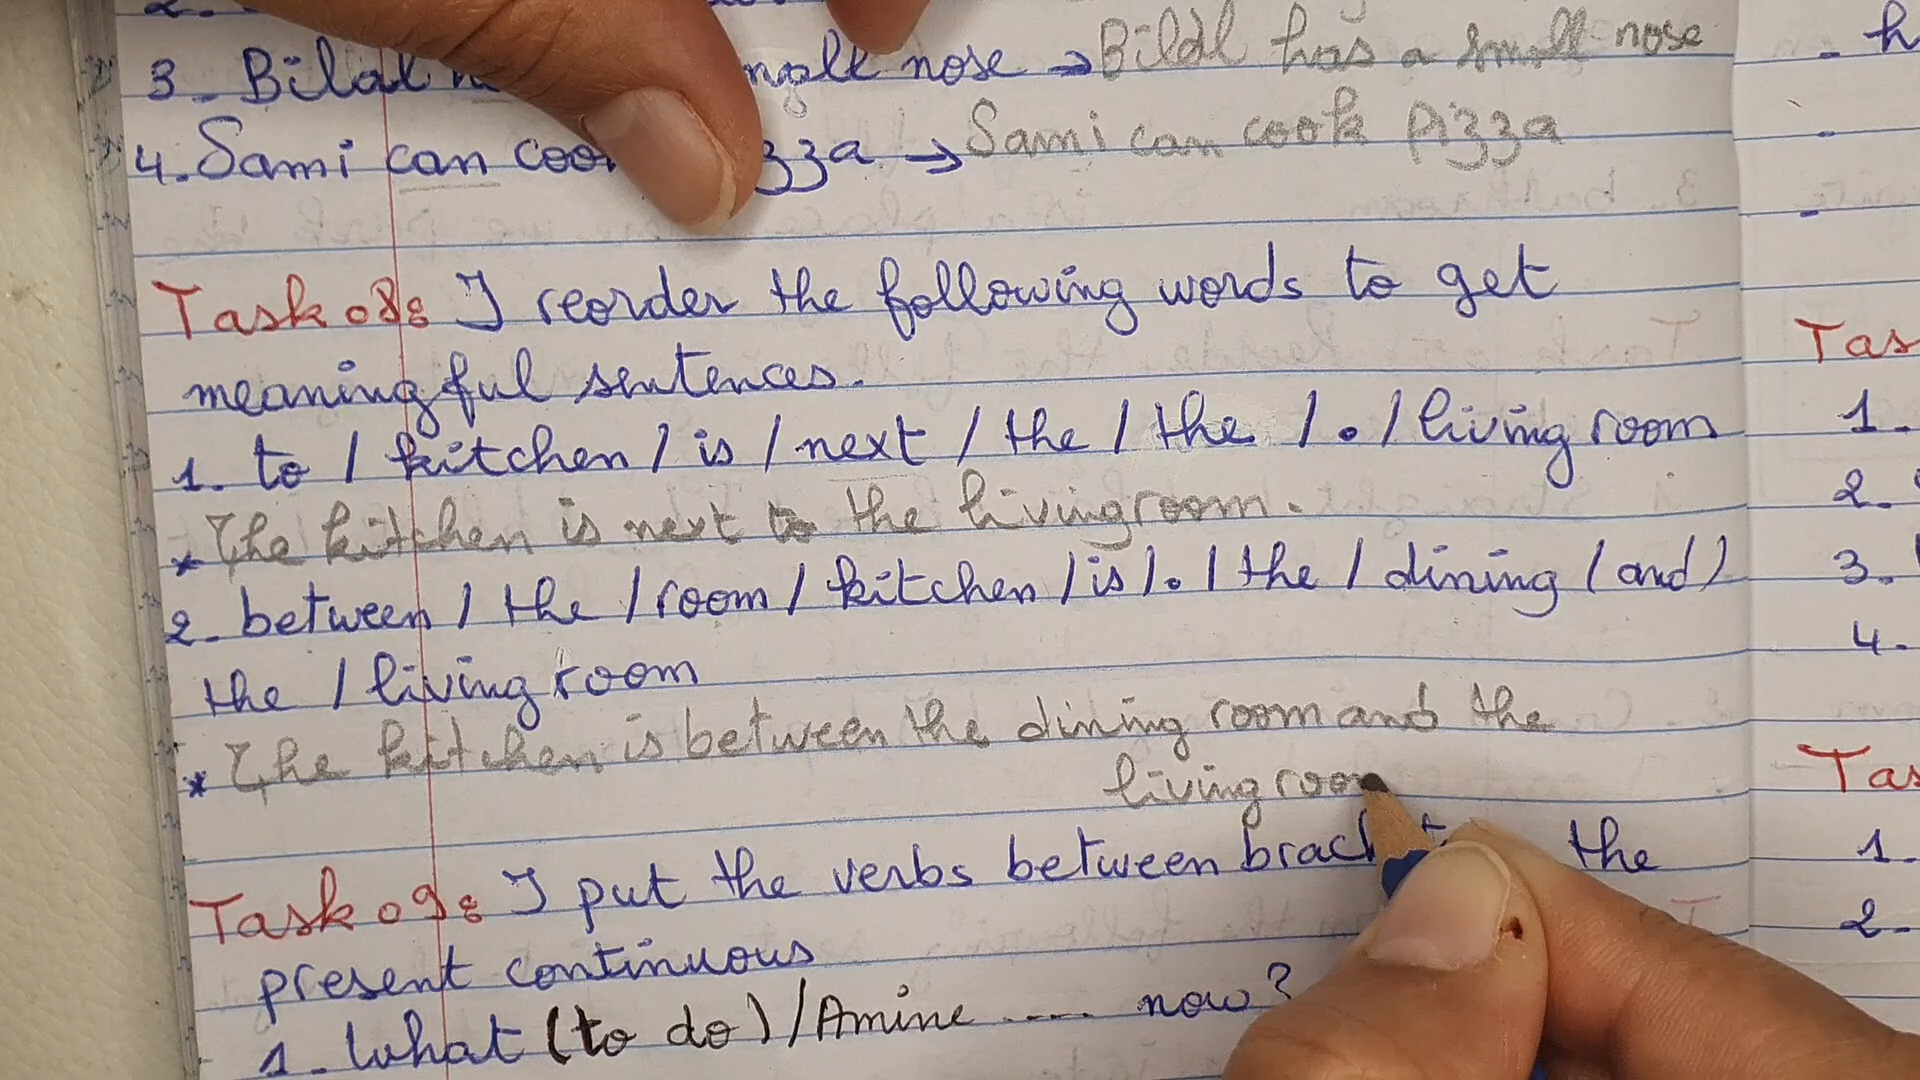 3_ Bilal nose → Bilal has a small nose
4. Sami can → Sami can cook pizza
Task 08: I reorder the following words to get
meaningful sentences.
1. to / kitchen / is / next / the / the / . / living room
* The kitchen is next to the living room.
2. between / the / room / kitchen / is / . / the / dining / and /
the / living room
* The kitchen is between the dining room and the
living room
Task 09: I put the verbs between the
present continuous
1_ What (to do) / Amine .... now?
h
Tas
1.
2.
3.
4.
Tas
1.
2.